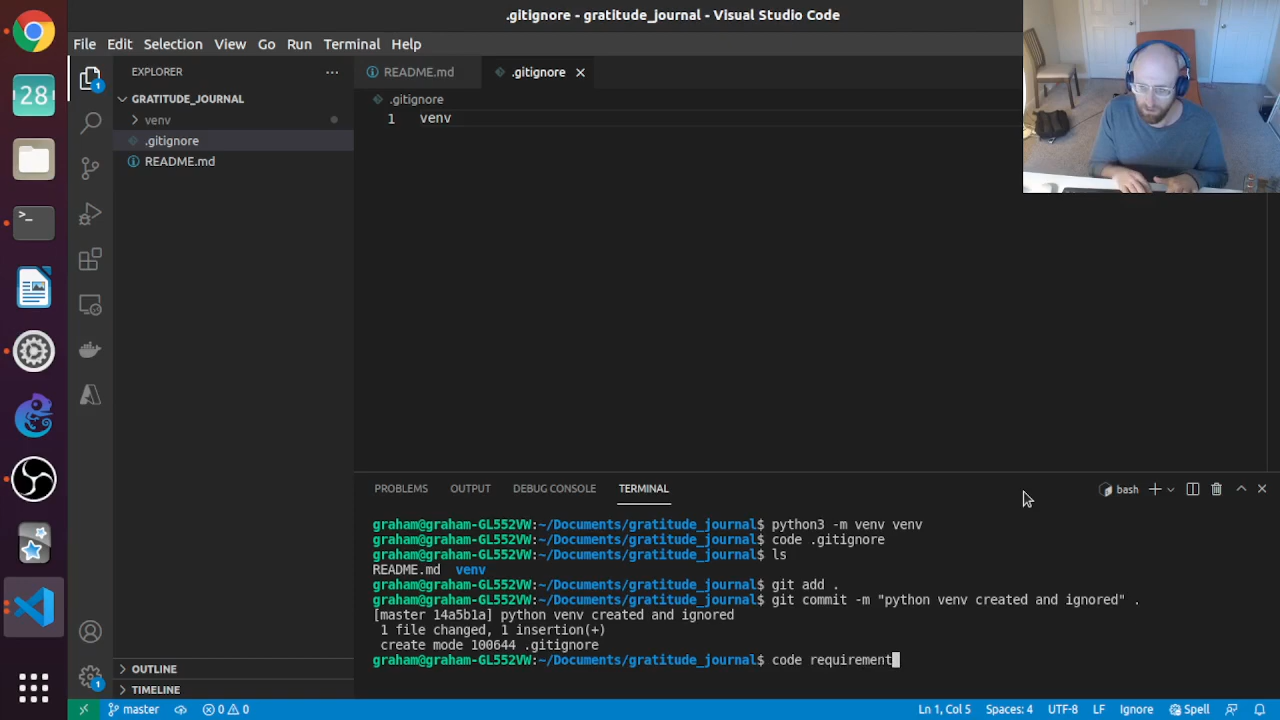 .gitignore - gratitude_journal - Visual Studio Code
File Edit Selection View Go Run Terminal Help
28
EXPLORER
README.md
.gitignore
GRATITUDE_JOURNAL
.gitignore
venv
1 venv
.gitignore
README.md
1
PROBLEMS OUTPUT DEBUG CONSOLE TERMINAL
bash
graham@graham-GL552VW:~/Documents/gratitude_journal$ python3 -m venv venv
graham@graham-GL552VW:~/Documents/gratitude_journal$ code .gitignore
graham@graham-GL552VW:~/Documents/gratitude_journal$ ls
README.md venv
graham@graham-GL552VW:~/Documents/gratitude_journal$ git add .
graham@graham-GL552VW:~/Documents/gratitude_journal$ git commit -m "python venv created and ignored" .
[master 14a5b1a] python venv created and ignored
1 file changed, 1 insertion(+)
create mode 100644 .gitignore
graham@graham-GL552VW:~/Documents/gratitude_journal$ code requirement
OUTLINE
TIMELINE
1
master 0 0 Ln 1, Col 5 Spaces: 4 UTF-8 LF Ignore Spell